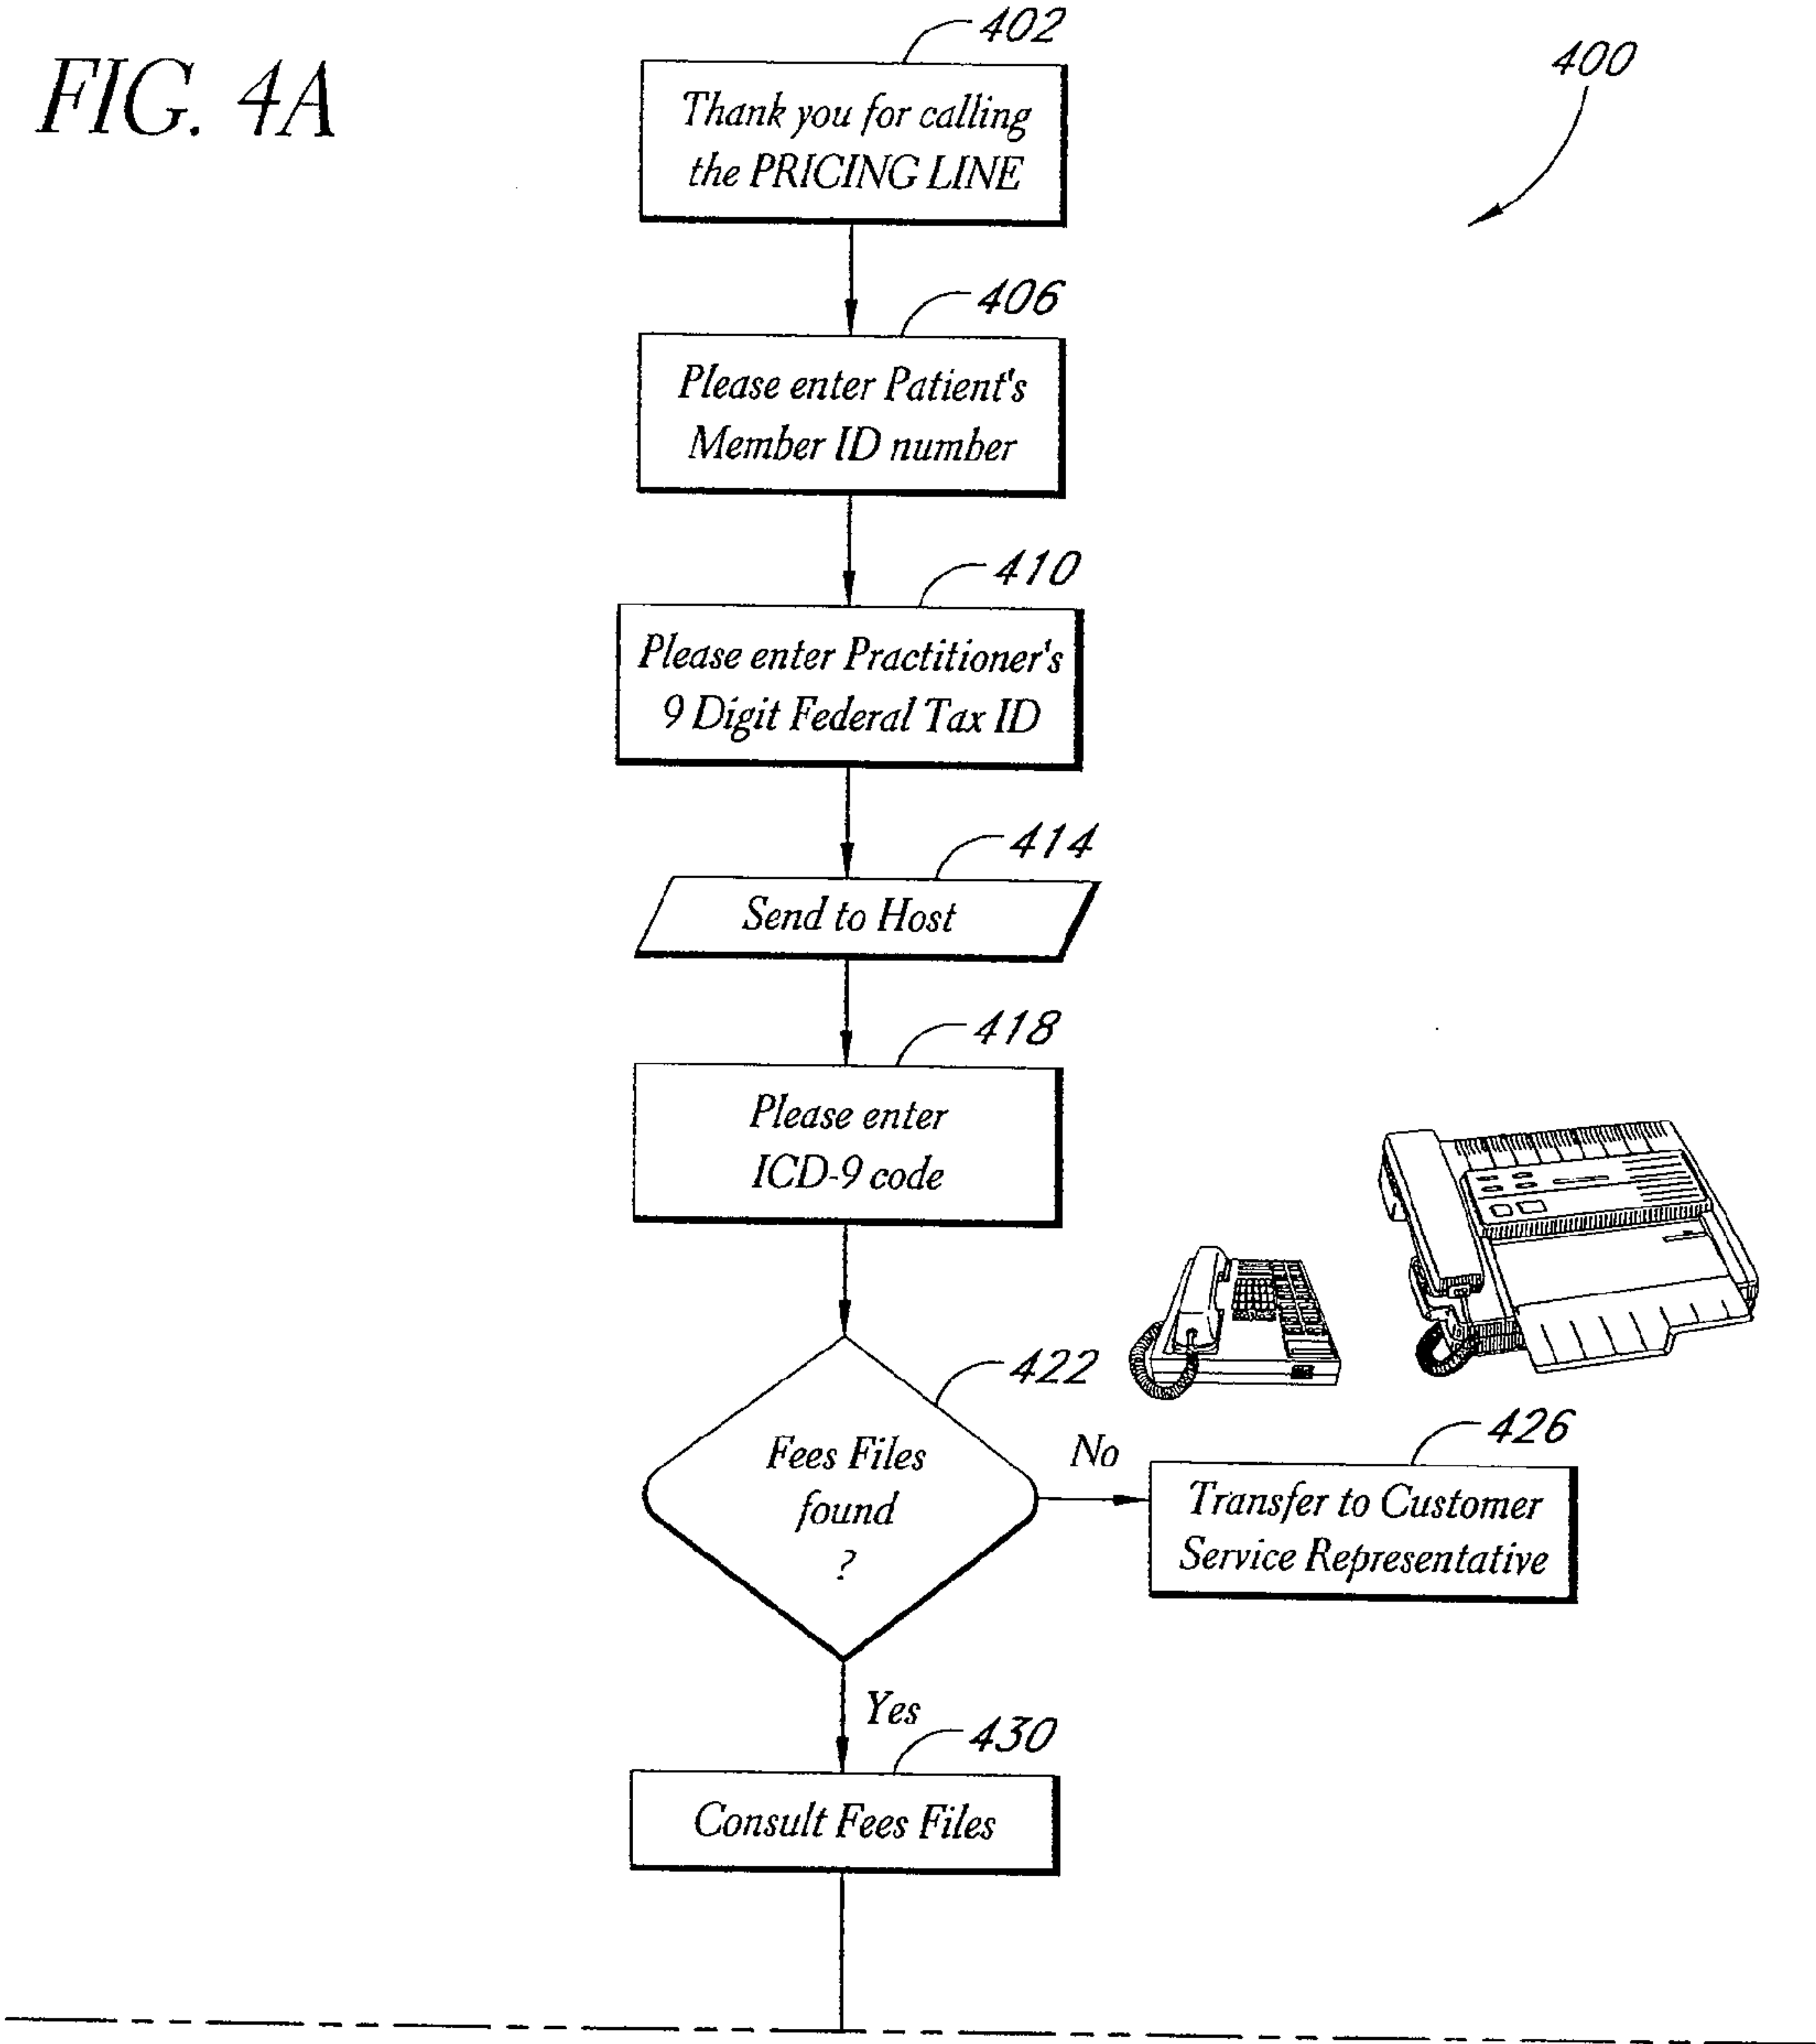 FIG. 4A
400
402
Thank you for calling
the PRICING LINE
406
Please enter Patient's
Member ID number
410
Please enter Practitioner's
9 Digit Federal Tax ID
414
Send to Host
418
Please enter
ICD-9 code
422
Fees Files
found
?
No
426
Transfer to Customer
Service Representative
Yes
430
Consult Fees Files